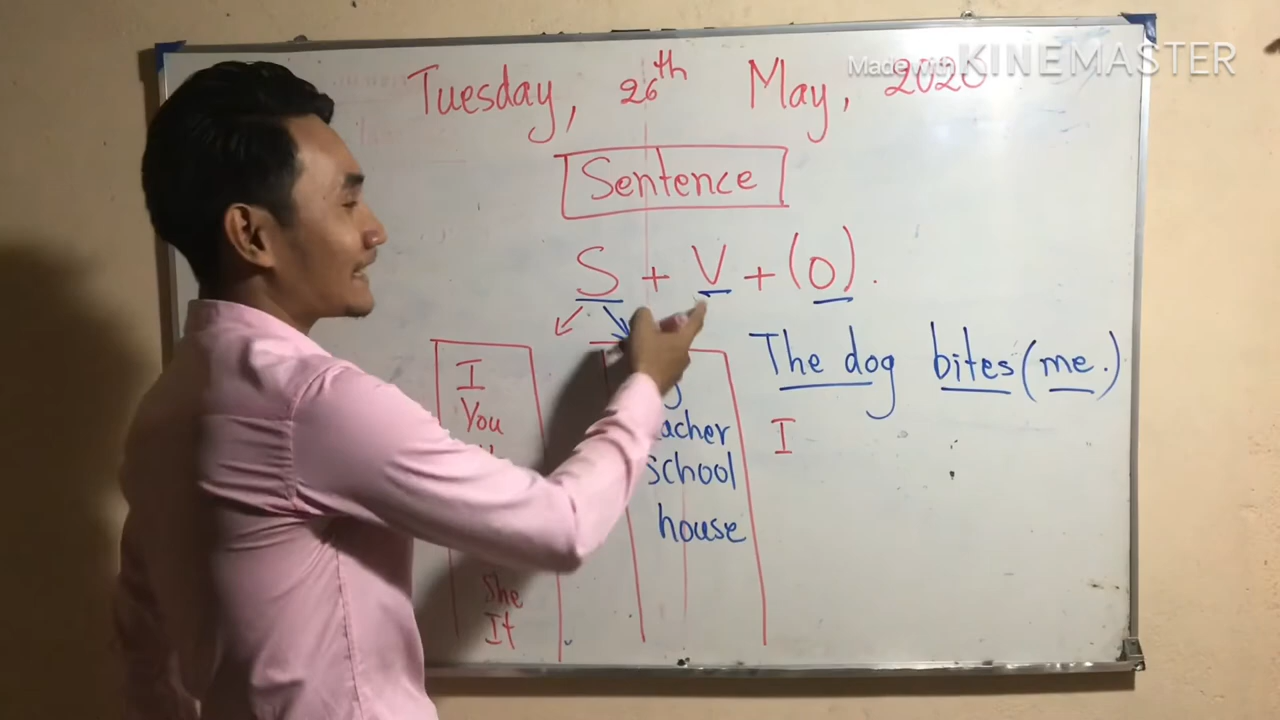 Made with KINEMASTER
Tuesday, 26th May, 2020
Sentence
S + V + (O).
The dog bites (me.)
I
I
You
acher
school
house
She
It